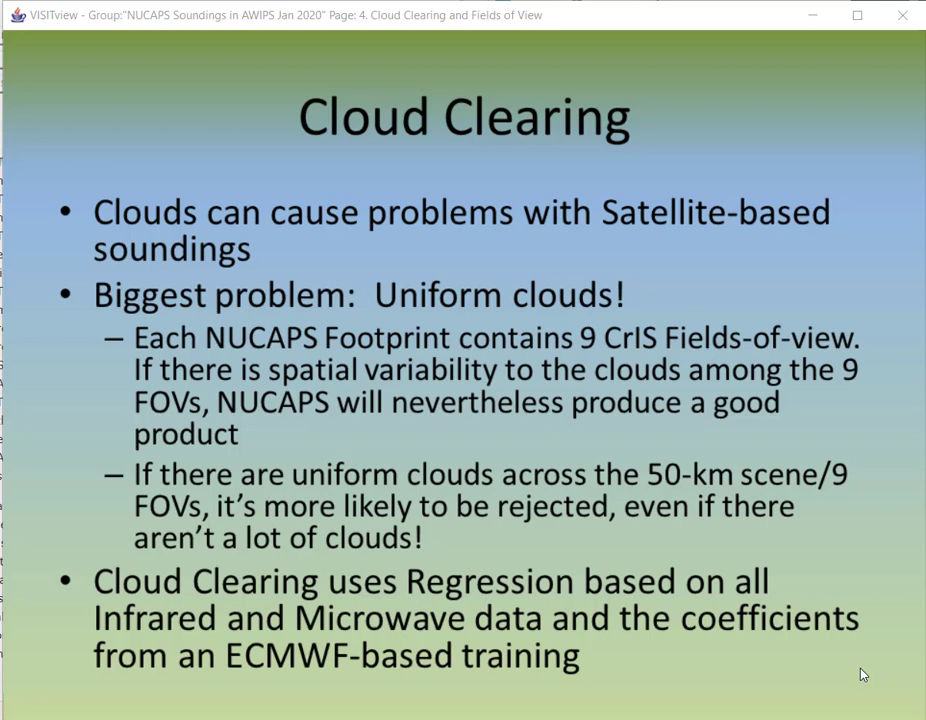 VISITview - Group:"NUCAPS Soundings in AWIPS Jan 2020" Page: 4. Cloud Clearing and Fields of View
Cloud Clearing
• Clouds can cause problems with Satellite-based
soundings
• Biggest problem:  Uniform clouds!
– Each NUCAPS Footprint contains 9 CrIS Fields-of-view.
If there is spatial variability to the clouds among the 9
FOVs, NUCAPS will nevertheless produce a good
product
– If there are uniform clouds across the 50-km scene/9
FOVs, it’s more likely to be rejected, even if there
aren’t a lot of clouds!
• Cloud Clearing uses Regression based on all
Infrared and Microwave data and the coefficients
from an ECMWF-based training